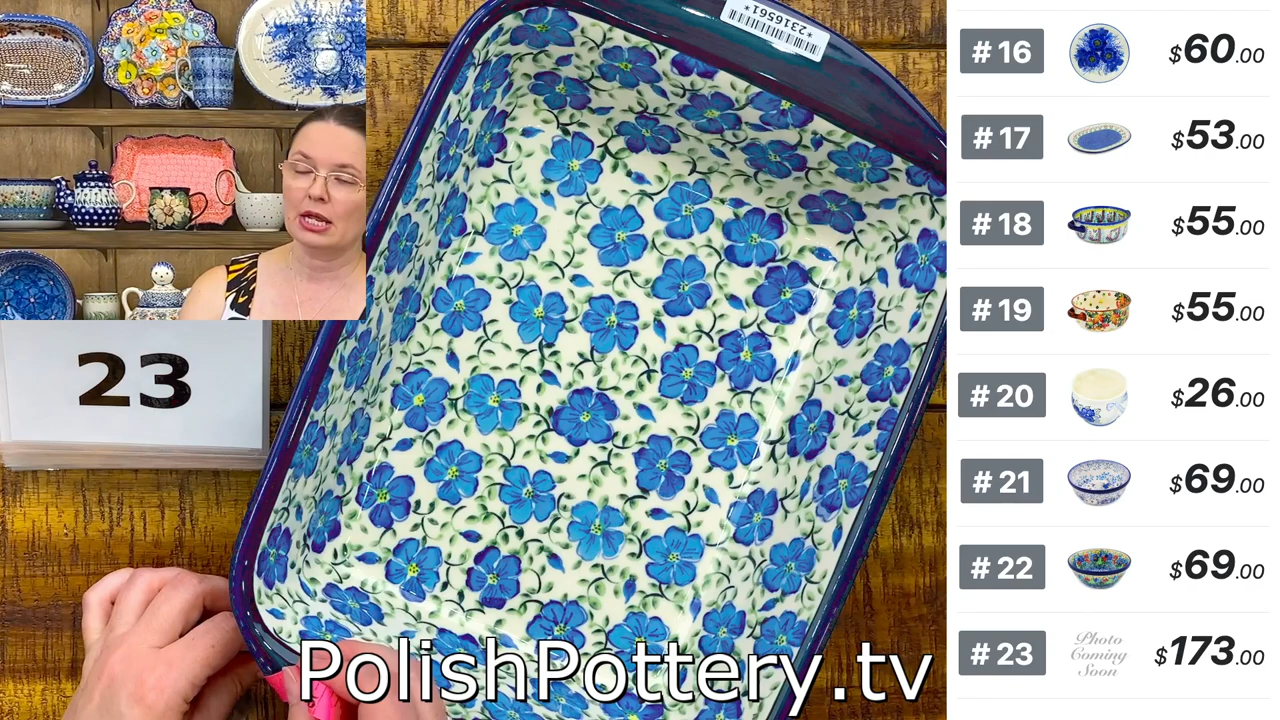 *2316561*
23
PolishPottery.tv
# 16 $60.00
# 17 $53.00
# 18 $55.00
# 19 $55.00
# 20 $26.00
# 21 $69.00
# 22 $69.00
# 23 Photo Coming Soon $173.00